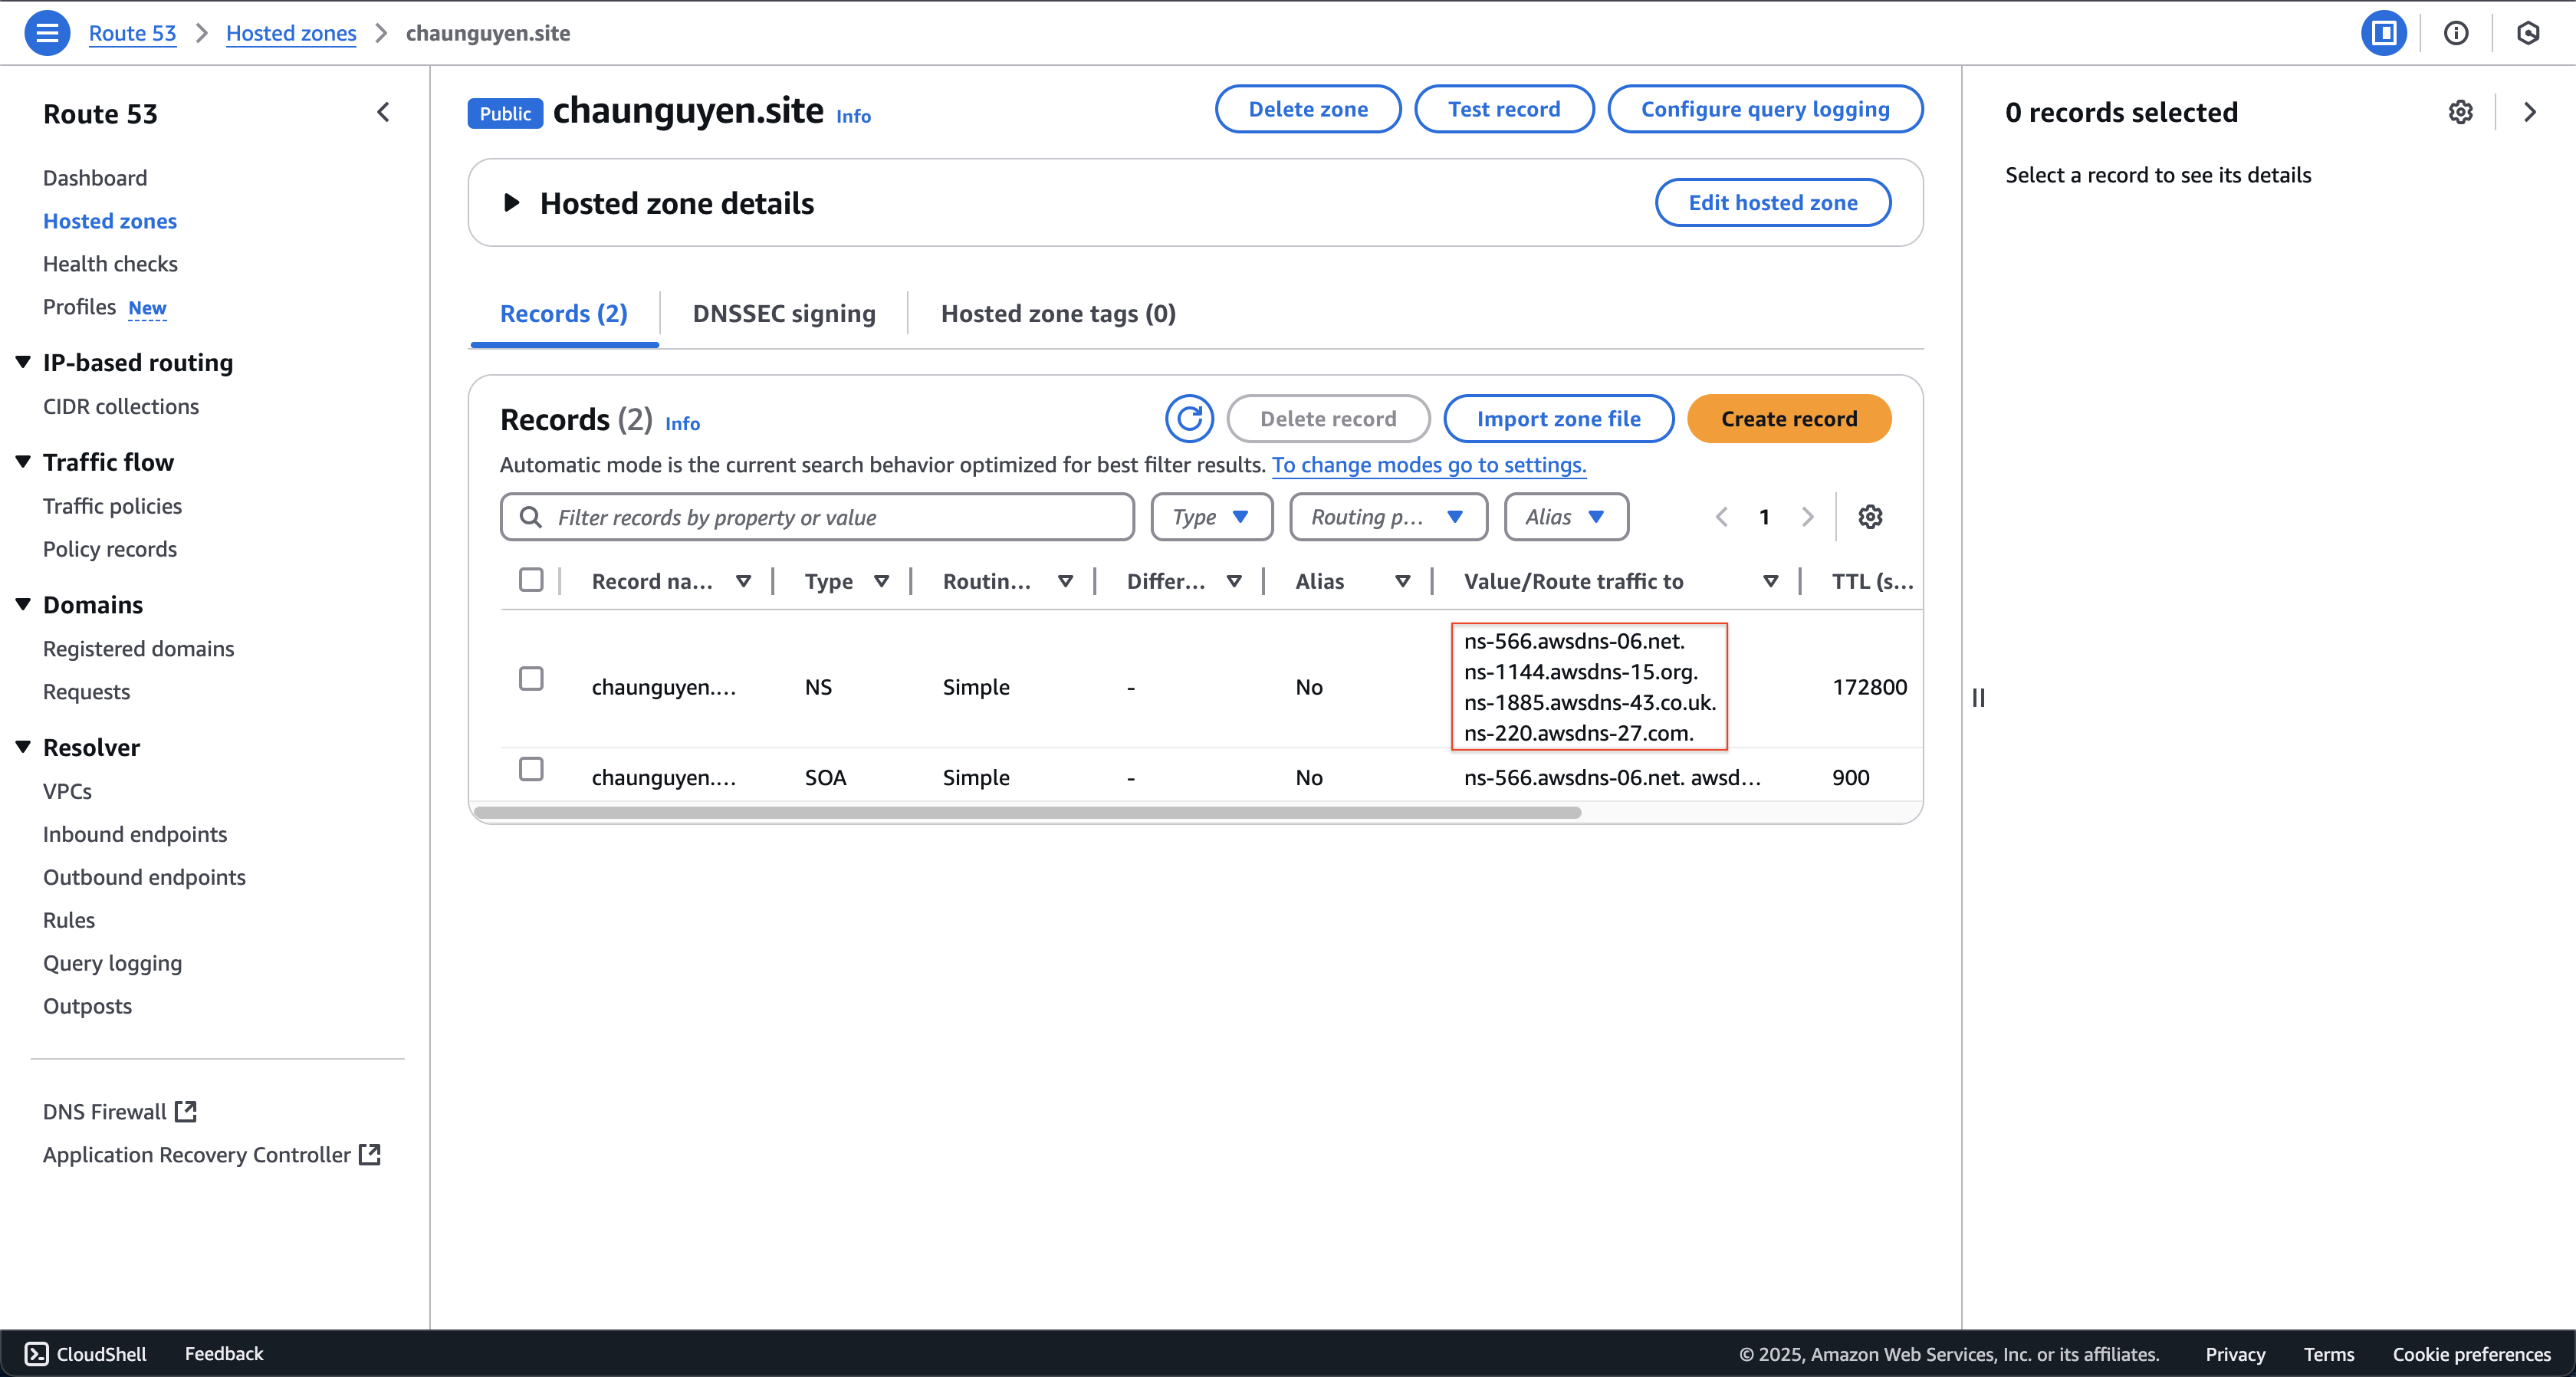 Route 53 > Hosted zones > chaunguyen.site
Route 53
Dashboard
Hosted zones
Health checks
Profiles New
IP-based routing
CIDR collections
Traffic flow
Traffic policies
Policy records
Domains
Registered domains
Requests
Resolver
VPCs
Inbound endpoints
Outbound endpoints
Rules
Query logging
Outposts
DNS Firewall
Application Recovery Controller
Public chaunguyen.site Info
Delete zone
Test record
Configure query logging
Hosted zone details
Edit hosted zone
Records (2)
DNSSEC signing
Hosted zone tags (0)
Records (2) Info
Delete record
Import zone file
Create record
Automatic mode is the current search behavior optimized for best filter results. To change modes go to settings.
Filter records by property or value
Type
Routing p...
Alias
1
Record na... Type Routin... Differ... Alias Value/Route traffic to TTL (s...
chaunguyen.... NS Simple - No
ns-566.awsdns-06.net.
ns-1144.awsdns-15.org.
ns-1885.awsdns-43.co.uk.
ns-220.awsdns-27.com.
172800
chaunguyen.... SOA Simple - No ns-566.awsdns-06.net. awsd... 900
0 records selected
Select a record to see its details
CloudShell
Feedback
© 2025, Amazon Web Services, Inc. or its affiliates.
Privacy
Terms
Cookie preferences